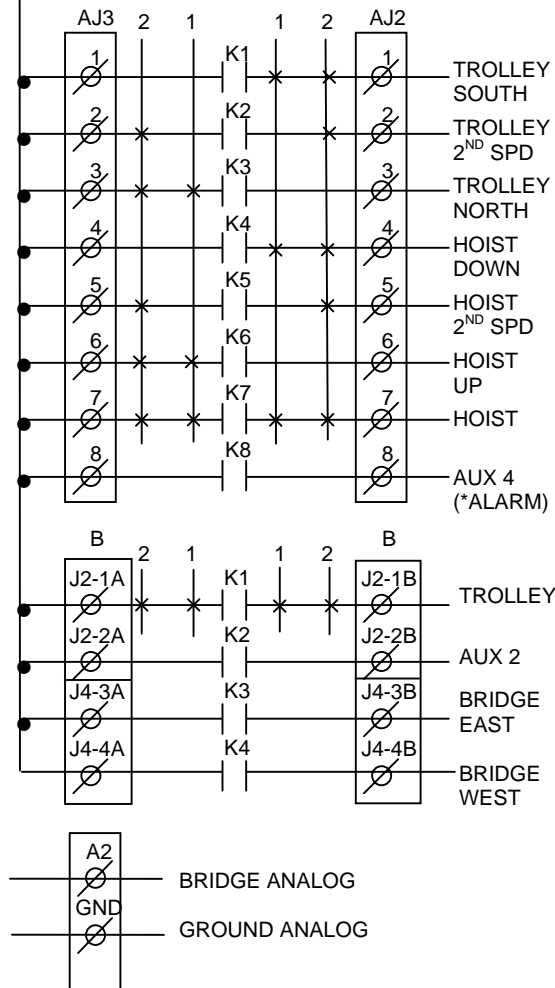 AJ3 2 1 1 2 AJ2
1 K1 1 TROLLEY
SOUTH
2 K2 2 TROLLEY
2ND SPD
3 K3 3 TROLLEY
NORTH
4 K4 4 HOIST
DOWN
5 K5 5 HOIST
2ND SPD
6 K6 6 HOIST
UP
7 K7 7 HOIST
8 K8 8 AUX 4
(*ALARM)
B 2 1 1 2 B
J2-1A K1 J2-1B TROLLEY
J2-2A K2 J2-2B AUX 2
J4-3A K3 J4-3B BRIDGE
EAST
J4-4A K4 J4-4B BRIDGE
WEST
A2 BRIDGE ANALOG
GND GROUND ANALOG